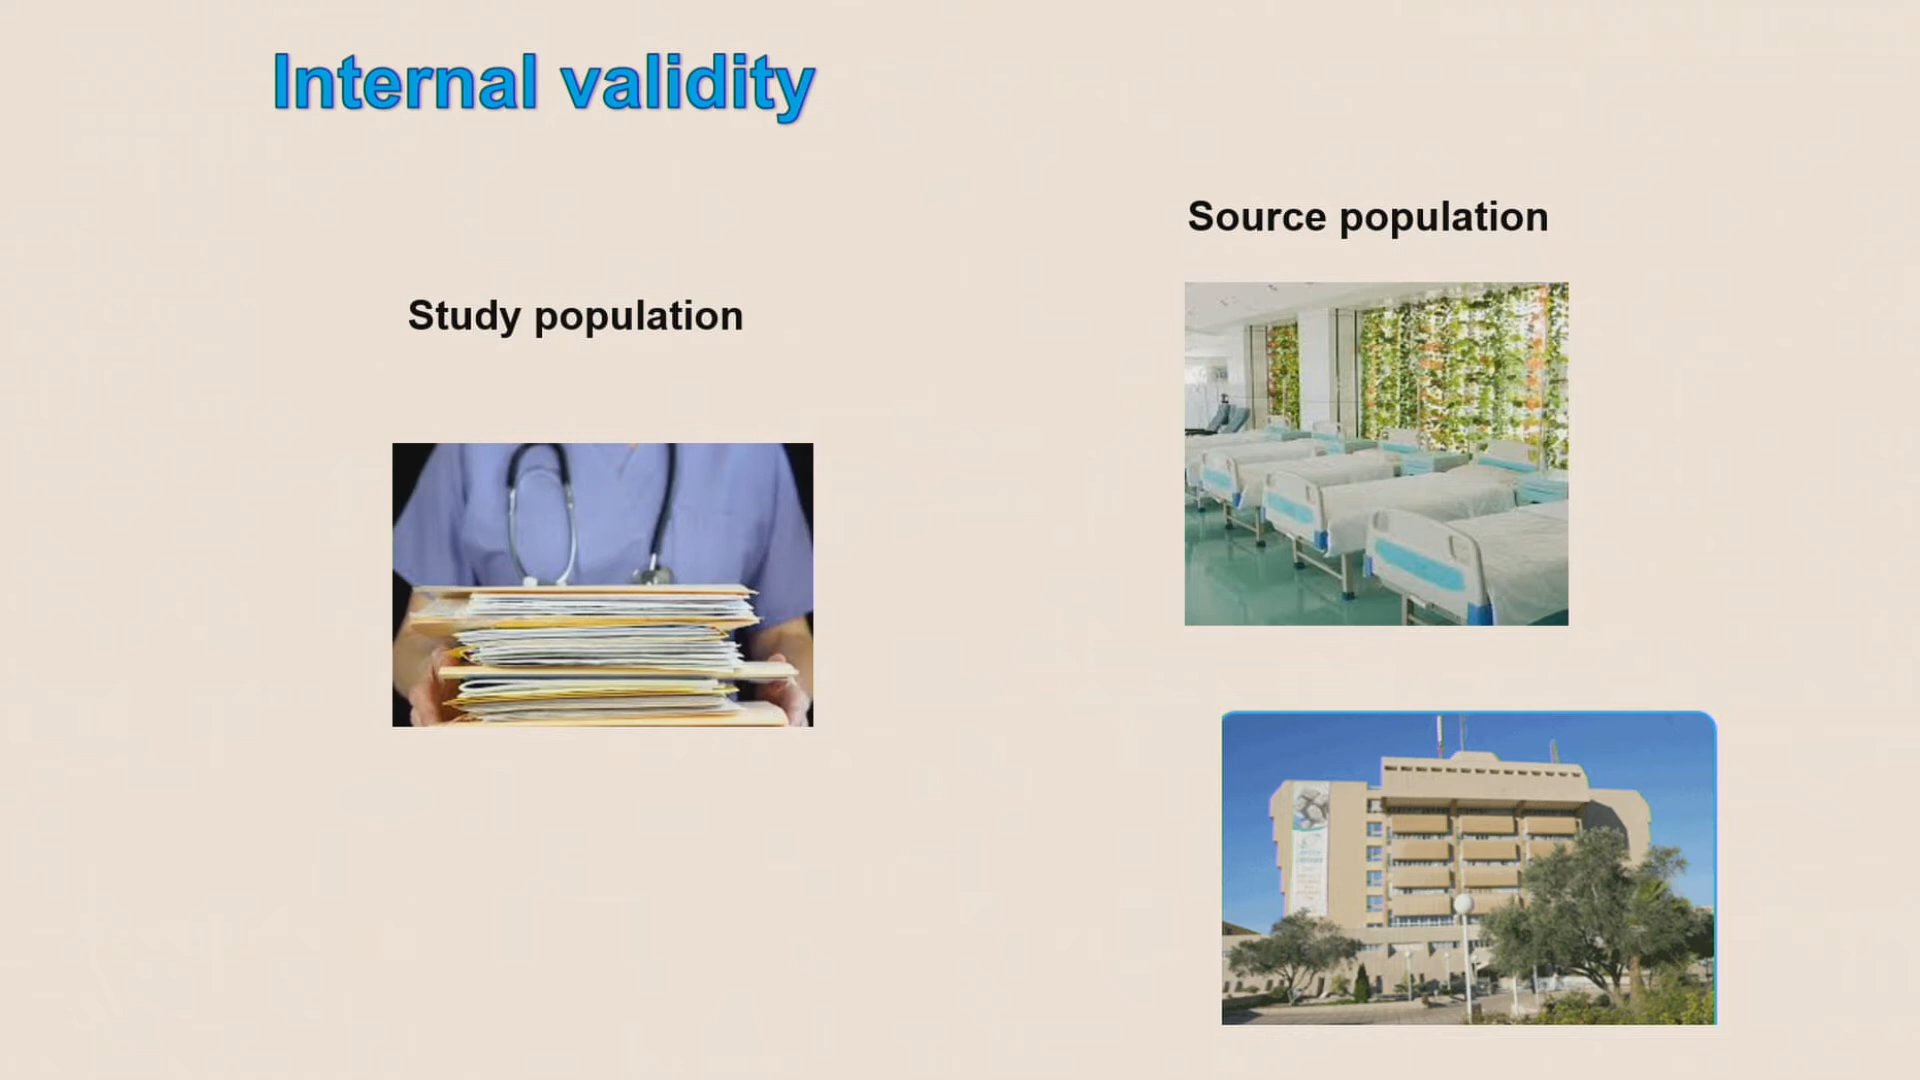 Internal validity
Source population
Study population